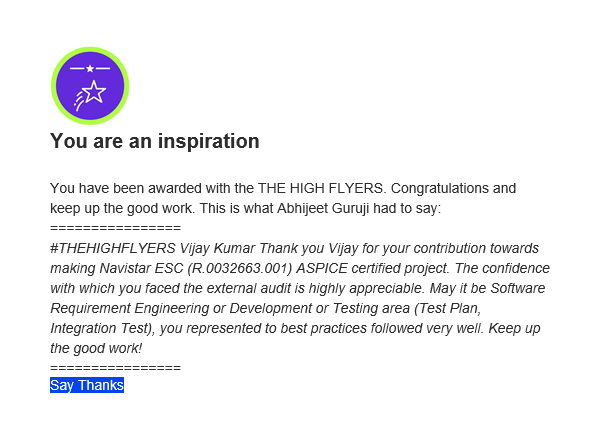 You are an inspiration
You have been awarded with the THE HIGH FLYERS. Congratulations and
keep up the good work. This is what Abhijeet Guruji had to say:
================
#THEHIGHFLYERS Vijay Kumar Thank you Vijay for your contribution towards
making Navistar ESC (R.0032663.001) ASPICE certified project. The confidence
with which you faced the external audit is highly appreciable. May it be Software
Requirement Engineering or Development or Testing area (Test Plan,
Integration Test), you represented to best practices followed very well. Keep up
the good work!
================
Say Thanks